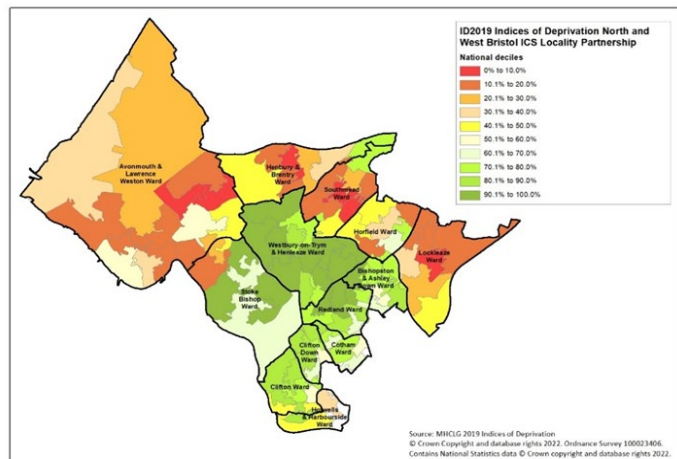 ID2019 Indices of Deprivation North and
West Bristol ICS Locality Partnership
National deciles
0% to 10.0%
10.1% to 20.0%
20.1% to 30.0%
30.1% to 40.0%
40.1% to 50.0%
50.1% to 60.0%
60.1% to 70.0%
70.1% to 80.0%
80.1% to 90.0%
90.1% to 100.0%
Avonmouth &
Lawrence
Weston Ward
Henbury &
Brentry
Ward
Southmead
Ward
Horfield Ward
Lockleaze
Ward
Westbury-on-Trym
& Henleaze Ward
Bishopston
& Ashley
Down Ward
Stoke
Bishop
Ward
Redland Ward
Clifton
Down
Ward
Cotham
Ward
Clifton Ward
Hotwells
& Harbourside
Ward
Source: MHCLG 2019 Indices of Deprivation
© Crown Copyright and database rights 2022. Ordnance Survey 100023406.
Contains National Statistics data © Crown copyright and database rights 2022.